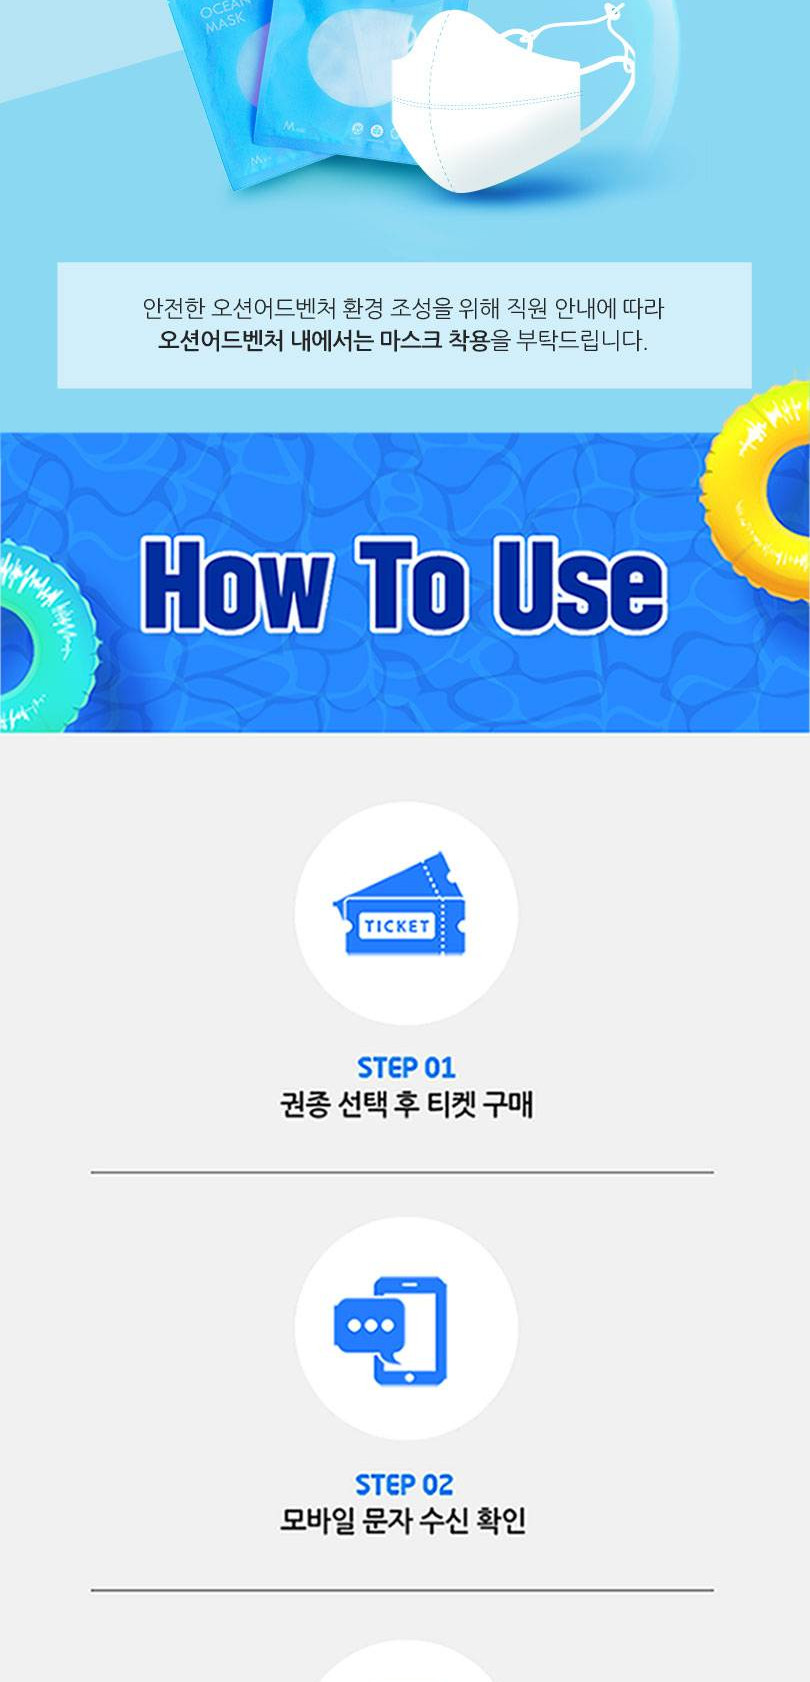 OCEAN
MASK
안전한 오션어드벤처 환경 조성을 위해 직원 안내에 따라
오션어드벤처 내에서는 마스크 착용을 부탁드립니다.
How To Use
TICKET
STEP 01
권종 선택 후 티켓 구매
STEP 02
모바일 문자 수신 확인